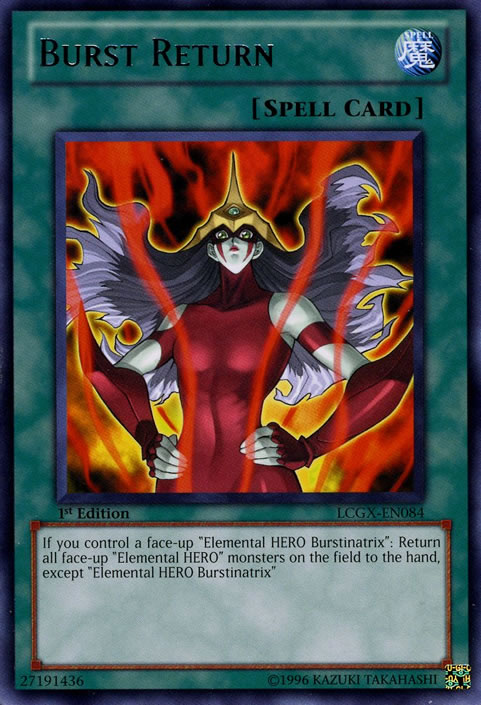 BURST RETURN
SPELL
魔
[SPELL CARD]
1st Edition
LCGX-EN084
If you control a face-up "Elemental HERO Burstinatrix": Return
all face-up "Elemental HERO" monsters on the field to the hand,
except "Elemental HERO Burstinatrix"
27191436
©1996 KAZUKI TAKAHASHI